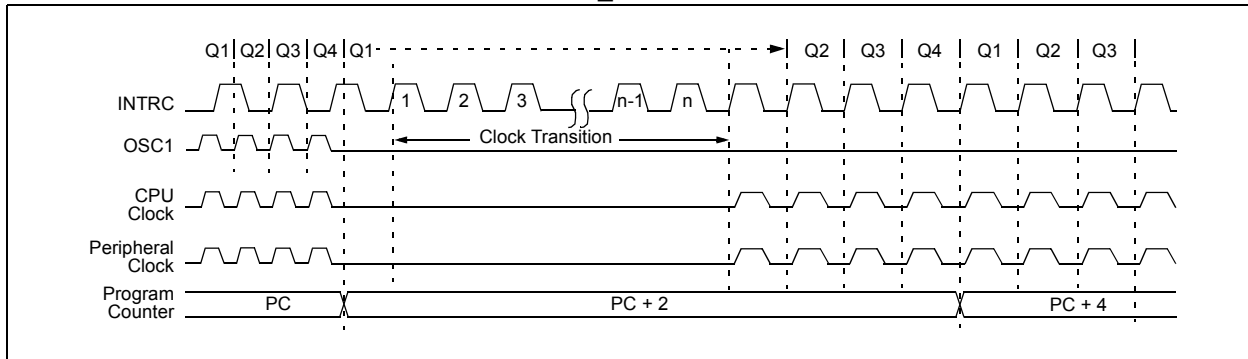 Q1 Q2 Q3 Q4 Q1 Q2 Q3 Q4 Q1 Q2 Q3
INTRC 1 2 3 n-1 n
Clock Transition
OSC1
CPU
Clock
Peripheral
Clock
Program
Counter
PC PC + 2 PC + 4